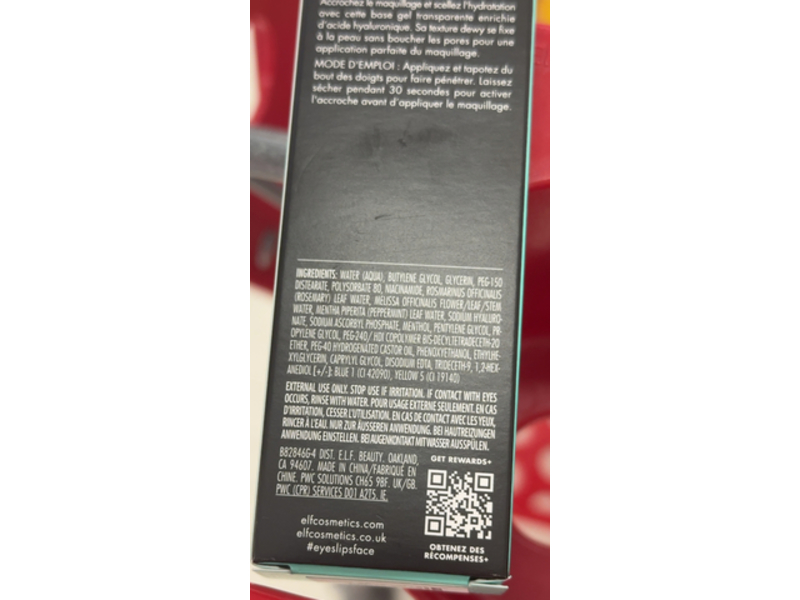 Accrochez le maquillage et scellez l'hydratation
avec cette base gel transparente enrichie
d'acide hyaluronique. Sa texture dewy se fixe
à la peau sans boucher les pores pour une
application parfaite du maquillage.
MODE D'EMPLOI : Appliquez et tapotez du
bout des doigts pour faire pénétrer. Laissez
sécher pendant 30 secondes pour activer
l'accroche avant d'appliquer le maquillage.
INGREDIENTS: WATER (AQUA), BUTYLENE GLYCOL, GLYCERIN, PEG-150
DISTEARATE, POLYSORBATE 80, NIACINAMIDE, ROSMARINUS OFFICINALIS
(ROSEMARY) LEAF WATER, MELISSA OFFICINALIS FLOWER/LEAF/STEM
WATER, MENTHA PIPERITA (PEPPERMINT) LEAF WATER, SODIUM HYALURO-
NATE, SODIUM ASCORBYL PHOSPHATE, MENTHOL, PENTYLENE GLYCOL, PR-
OPYLENE GLYCOL, PEG-240/ HDI COPOLYMER BIS-DECYLTETRADECETH-20
ETHER, PEG-40 HYDROGENATED CASTOR OIL, PHENOXYETHANOL, ETHYLHE-
XYLGLYCERIN, CAPRYLYL GLYCOL, DISODIUM EDTA, TRIDECETH-9, 1,2-HEX-
ANEDIOL [+/-]: BLUE 1 (CI 42090), YELLOW 5 (CI 19140)
EXTERNAL USE ONLY. STOP USE IF IRRITATION. IF CONTACT WITH EYES
OCCURS, RINSE WITH WATER. POUR USAGE EXTERNE SEULEMENT. EN CAS
D'IRRITATION, CESSER L'UTILISATION. EN CAS DE CONTACT AVEC LES YEUX,
RINCER À L'EAU. NUR ZUR ÄUSSEREN ANWENDUNG. BEI HAUTREIZUNGEN
ANWENDUNG EINSTELLEN. BEI AUGENKONTAKT MIT WASSER AUSSPÜLEN.
BB2846G-4 DIST. E.L.F. BEAUTY. OAKLAND,
CA 94607. MADE IN CHINA/FABRIQUÉ EN
CHINE. PWC SOLUTIONS CH65 9BF. UK/GB.
PWC (CPR) SERVICES D01 A2T5. IE.
GET REWARDS+
OBTENEZ DES
RÉCOMPENSES+
elfcosmetics.com
elfcosmetics.co.uk
#eyeslipsface